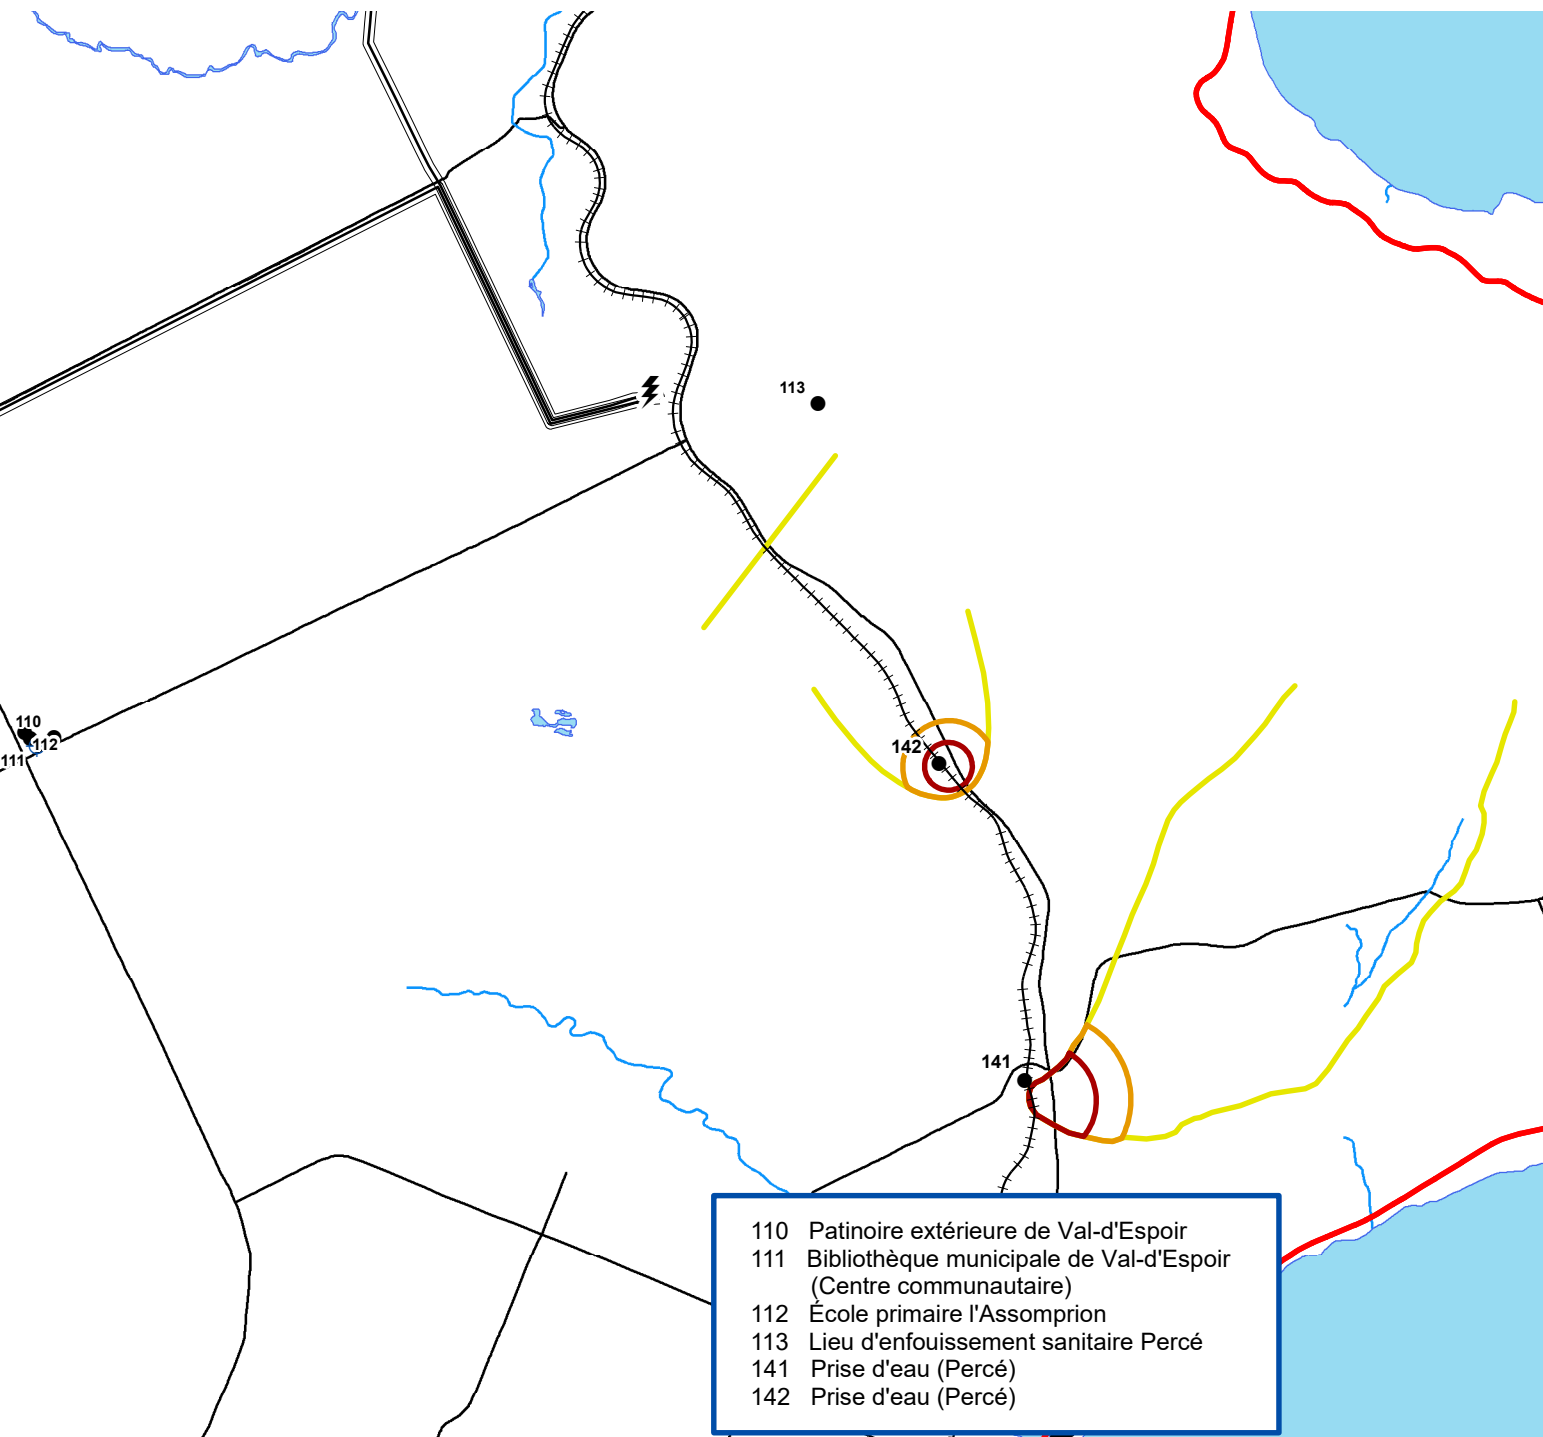 113
110
112
111
142
141
110 Patinoire extérieure de Val-d'Espoir
111 Bibliothèque municipale de Val-d'Espoir
(Centre communautaire)
112 École primaire l'Assomprion
113 Lieu d'enfouissement sanitaire Percé
141 Prise d'eau (Percé)
142 Prise d'eau (Percé)